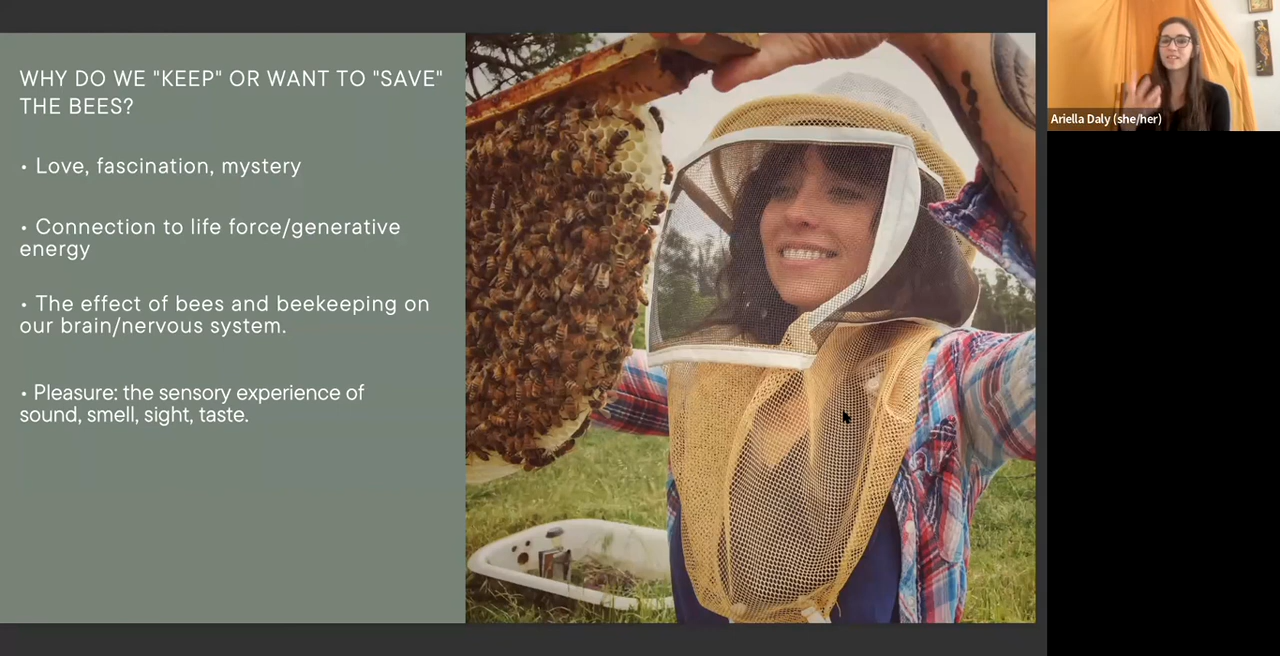 WHY DO WE "KEEP" OR WANT TO "SAVE"
THE BEES?
• Love, fascination, mystery
• Connection to life force/generative
energy
• The effect of bees and beekeeping on
our brain/nervous system.
• Pleasure: the sensory experience of
sound, smell, sight, taste.
Ariella Daly (she/her)